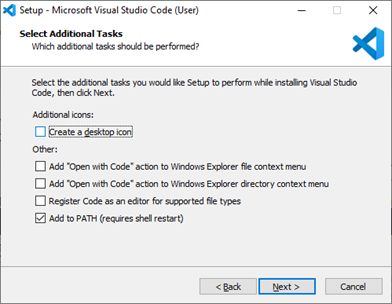 Setup - Microsoft Visual Studio Code (User)
Select Additional Tasks
Which additional tasks should be performed?
Select the additional tasks you would like Setup to perform while installing Visual Studio
Code, then click Next.
Additional icons:
Create a desktop icon
Other:
Add "Open with Code" action to Windows Explorer file context menu
Add "Open with Code" action to Windows Explorer directory context menu
Register Code as an editor for supported file types
Add to PATH (requires shell restart)
< Back Next > Cancel